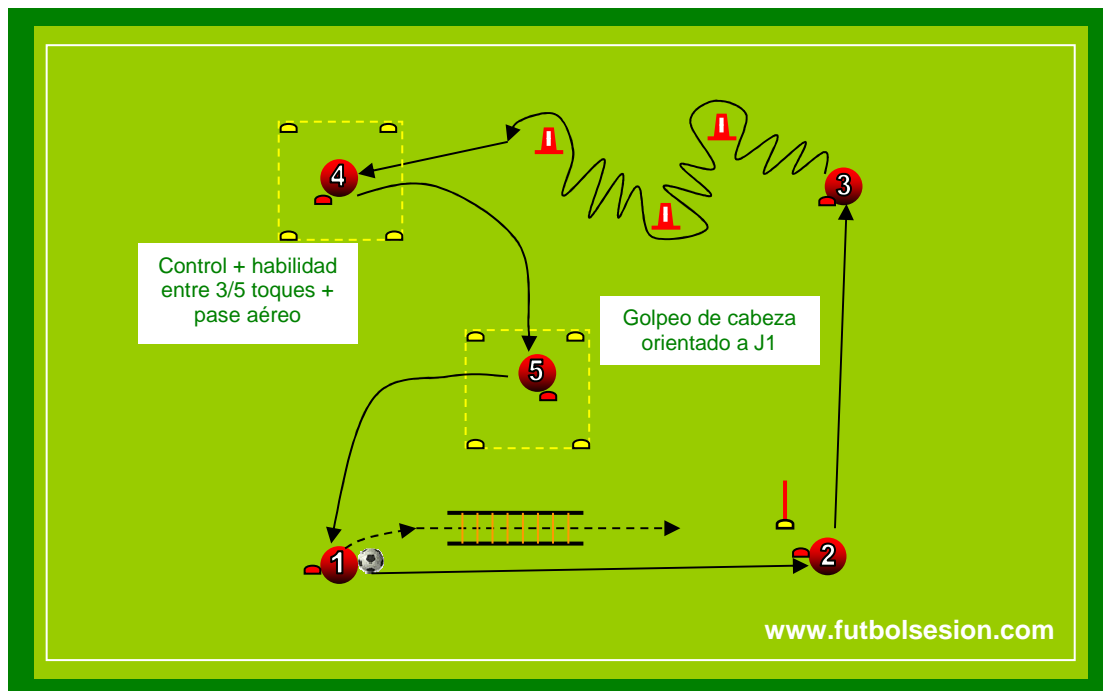 4
3
Control + habilidad
entre 3/5 toques +
pase aéreo
Golpeo de cabeza
orientado a J1
5
1
2
www.futbolsesion.com